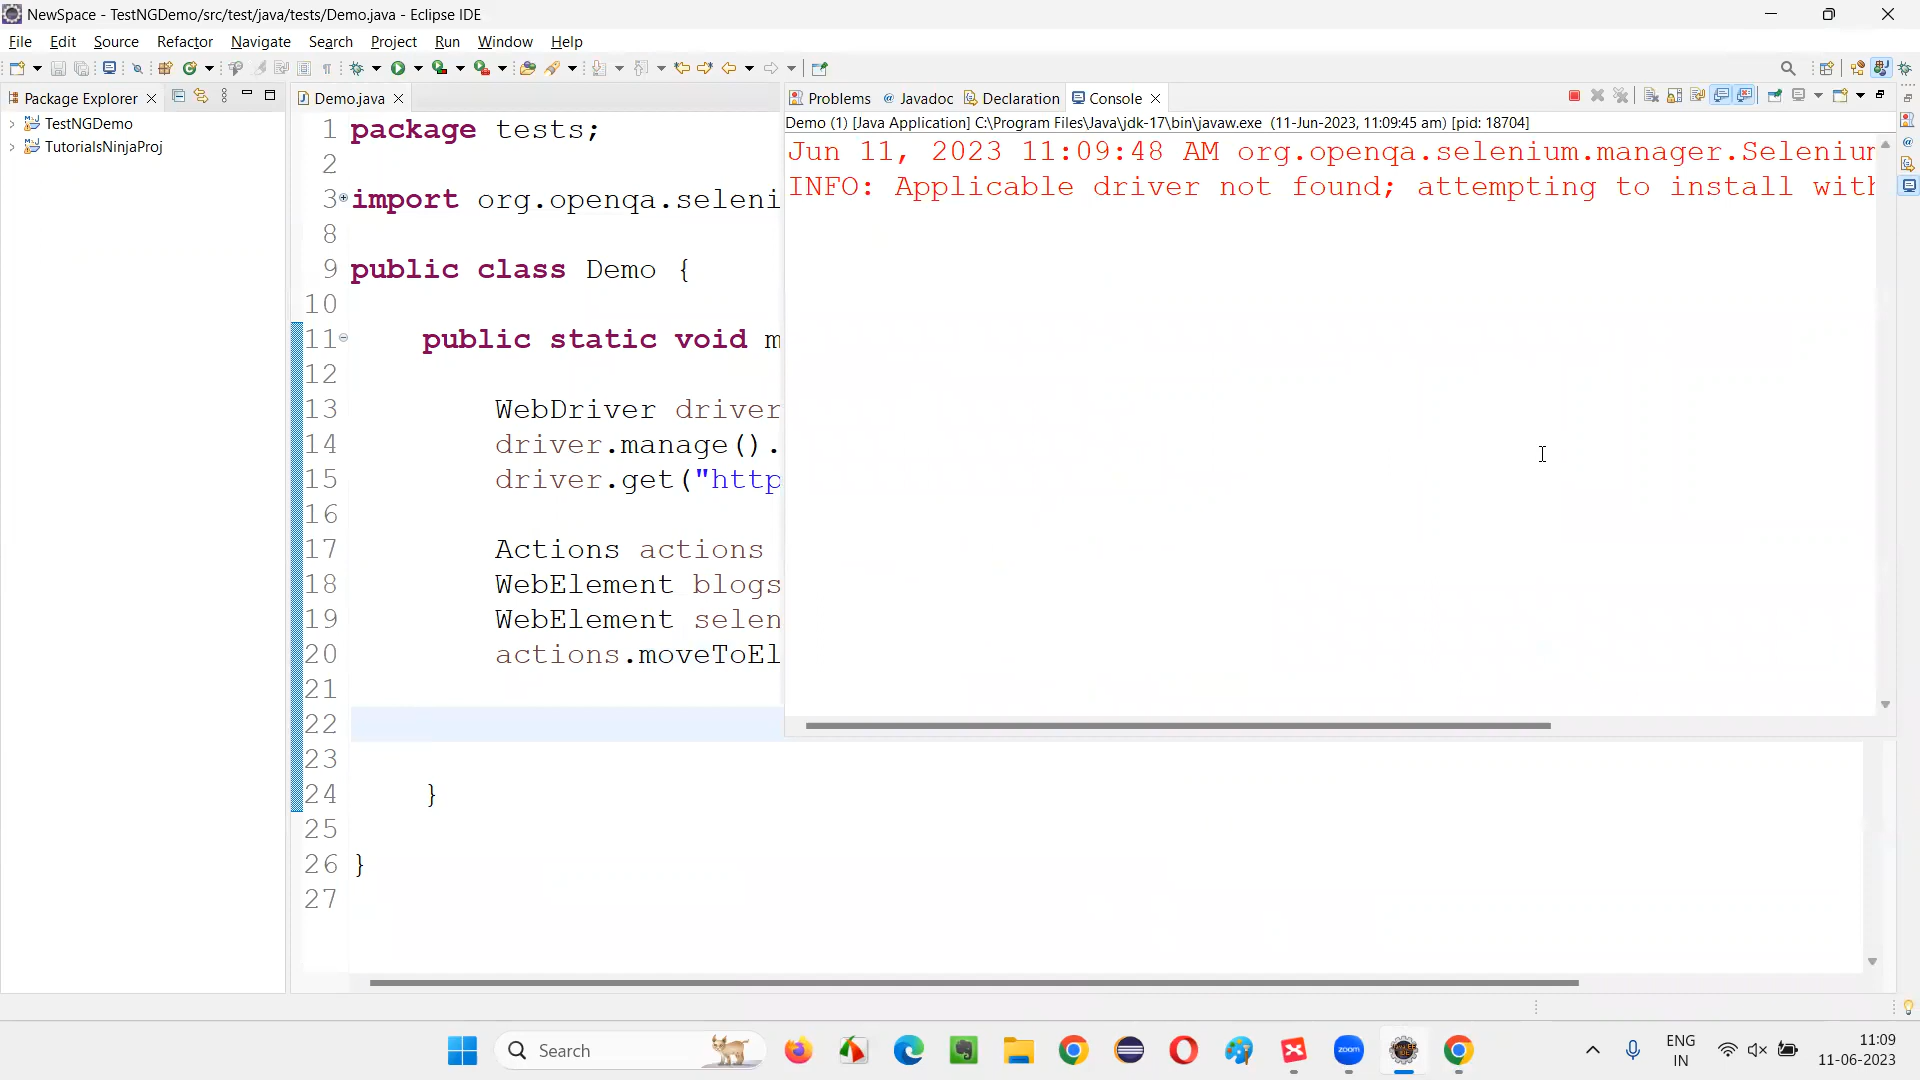 NewSpace - TestNGDemo/src/test/java/tests/Demo.java - Eclipse IDE
File Edit Source Refactor Navigate Search Project Run Window Help
Package Explorer
TestNGDemo
TutorialsNinjaProj
Demo.java
1 package tests;
2
3 import org.openqa.seleni
8
9 public class Demo {
10
11 public static void m
12
13 WebDriver driver
14 driver.manage().
15 driver.get("http
16
17 Actions actions
18 WebElement blogs
19 WebElement selen
20 actions.moveToEl
21
22
23
24 }
25
26 }
27
Problems Javadoc Declaration Console
Demo (1) [Java Application] C:\Program Files\Java\jdk-17\bin\javaw.exe (11-Jun-2023, 11:09:45 am) [pid: 18704]
Jun 11, 2023 11:09:48 AM org.openqa.selenium.manager.Selenium
INFO: Applicable driver not found; attempting to install with
Search
zoom
ENG
IN
11:09
11-06-2023